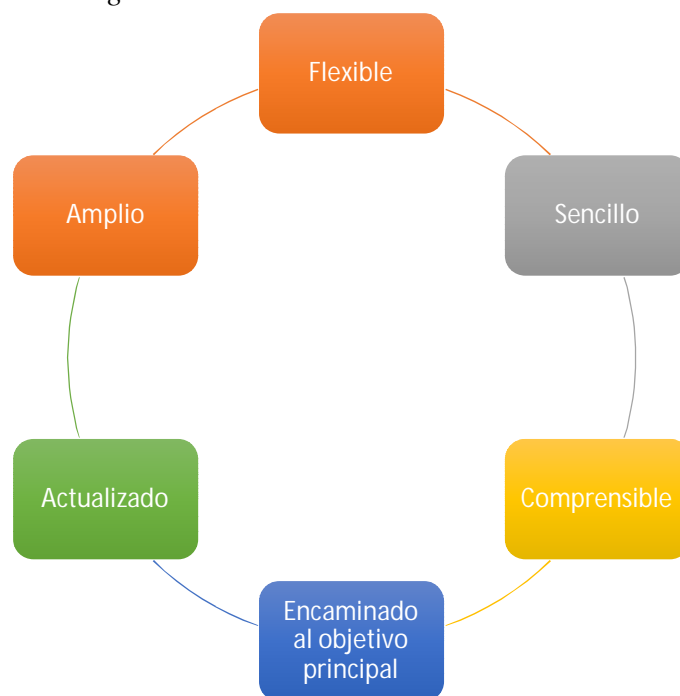 Flexible
Sencillo
Comprensible
Encaminado
al objetivo
principal
Actualizado
Amplio